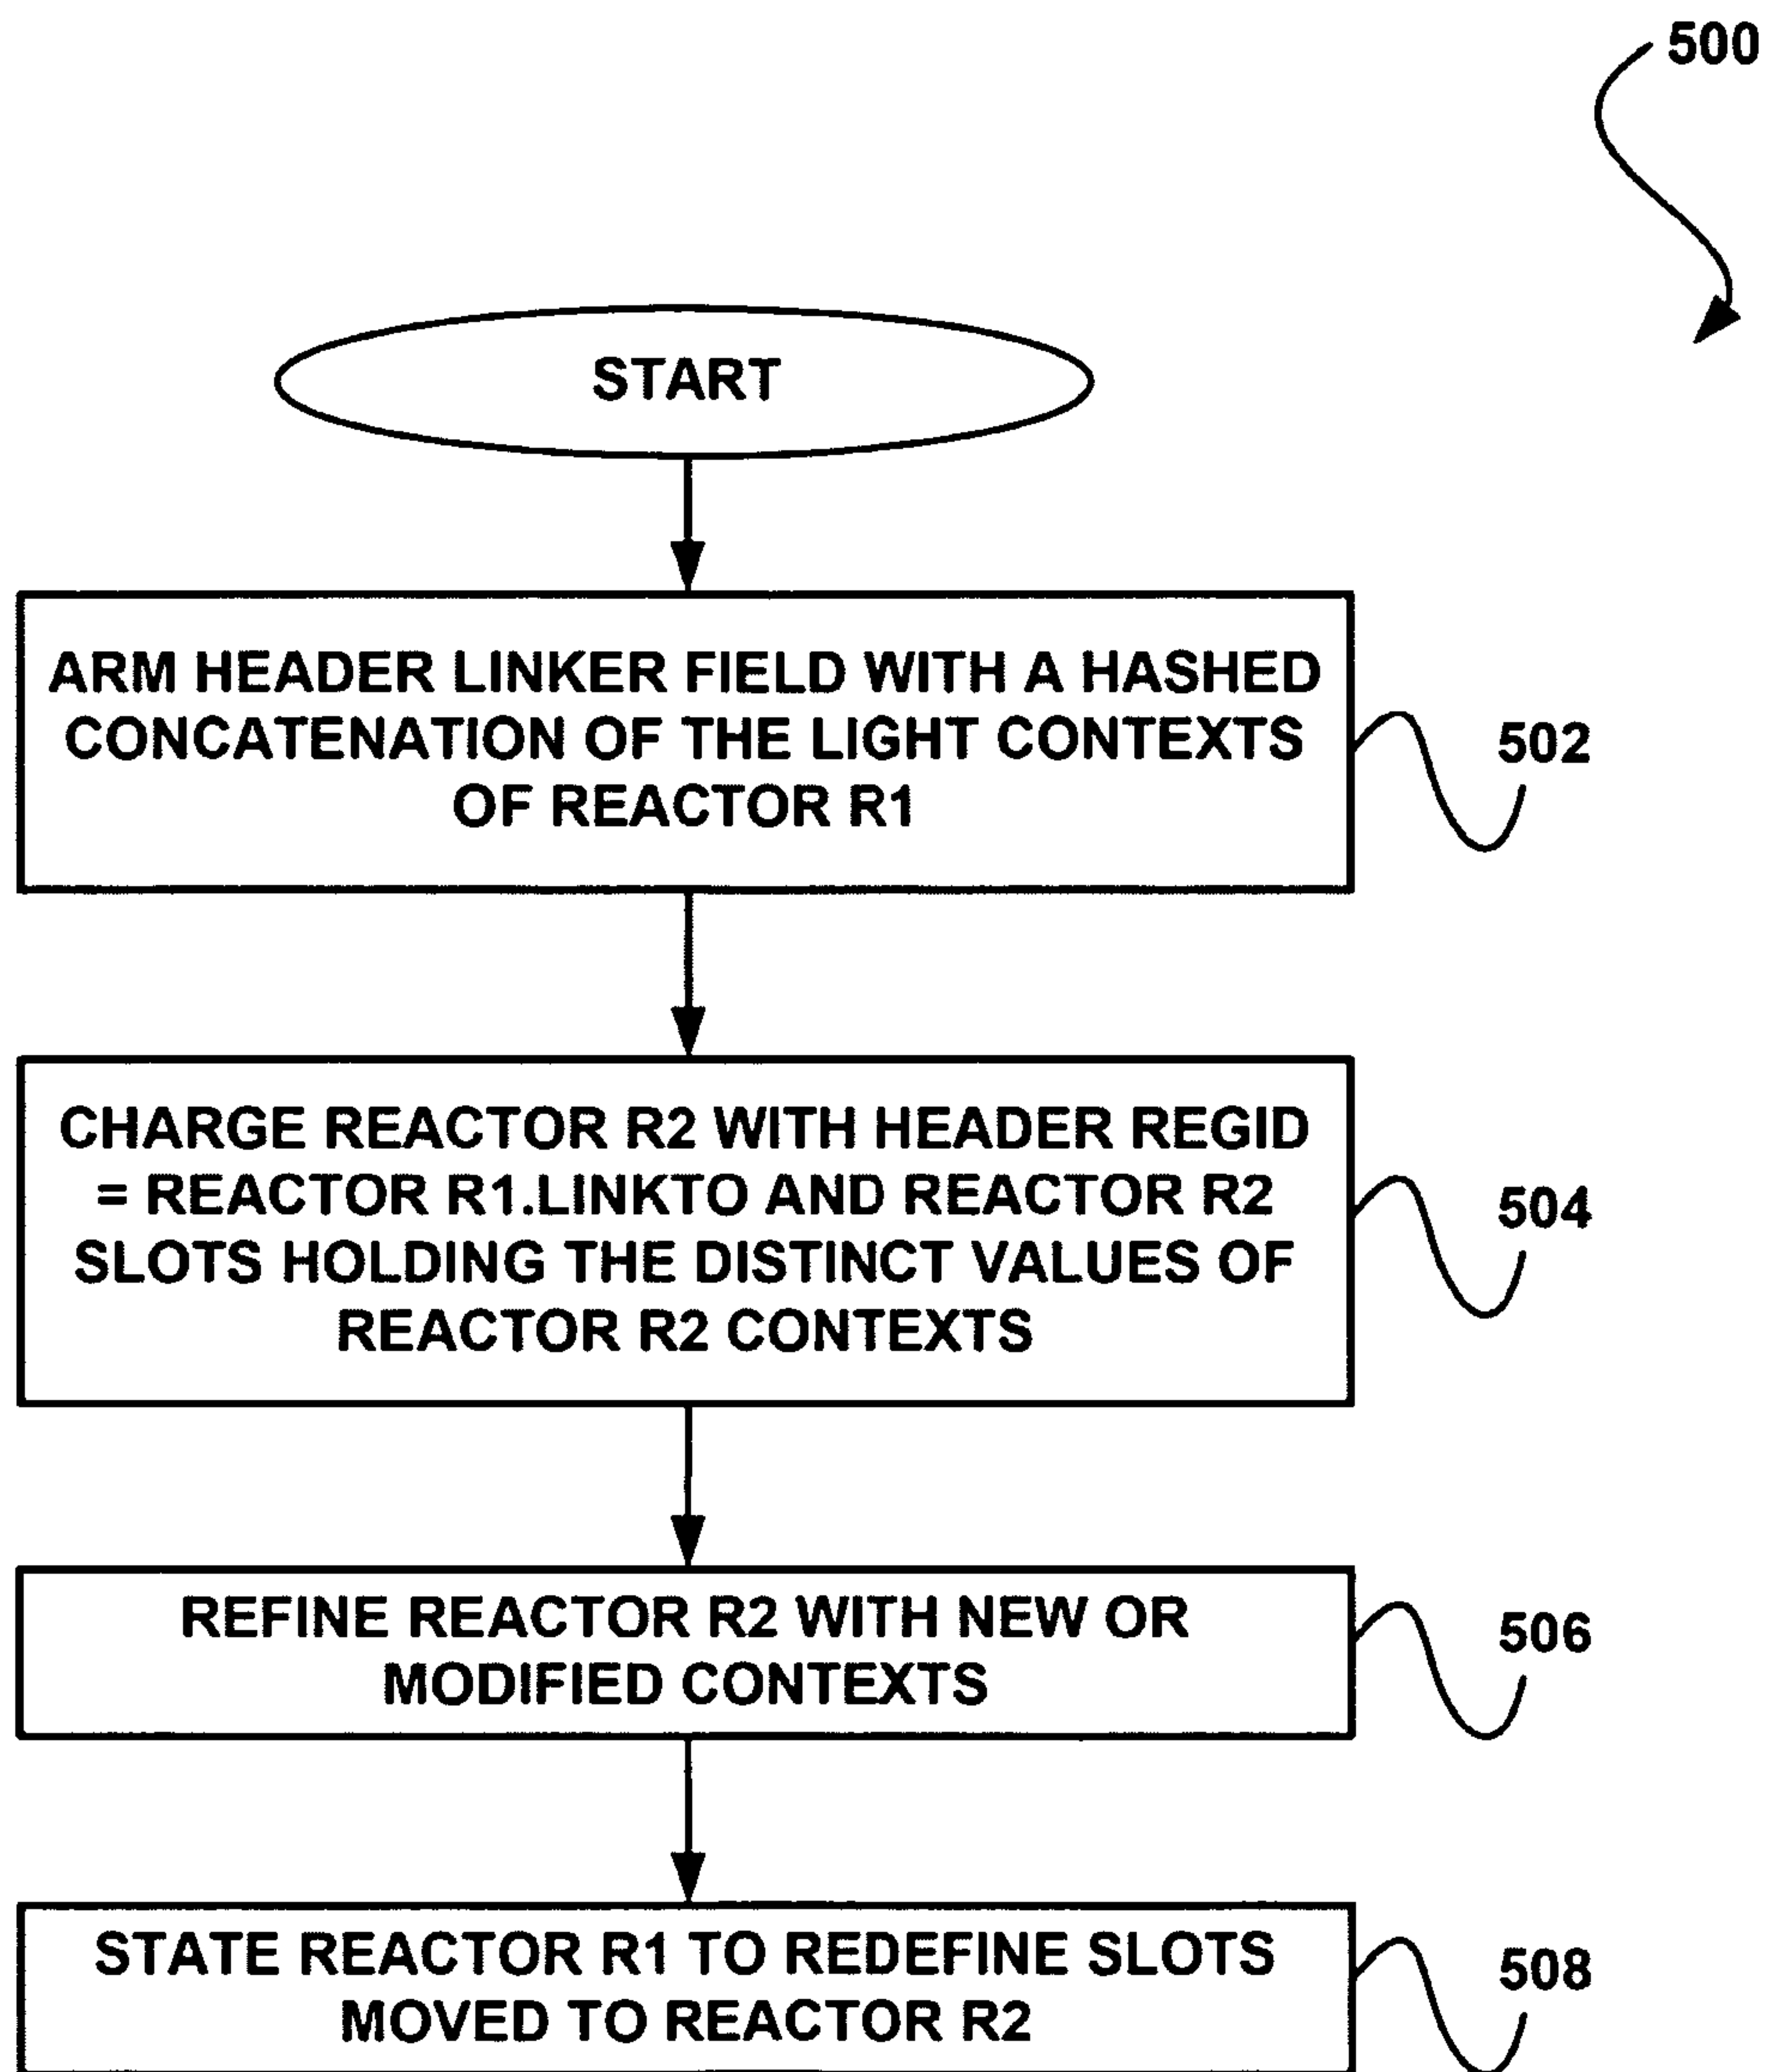 500
START
ARM HEADER LINKER FIELD WITH A HASHED
CONCATENATION OF THE LIGHT CONTEXTS
OF REACTOR R1
502
CHARGE REACTOR R2 WITH HEADER REGID
= REACTOR R1.LINKTO AND REACTOR R2
SLOTS HOLDING THE DISTINCT VALUES OF
REACTOR R2 CONTEXTS
504
REFINE REACTOR R2 WITH NEW OR
MODIFIED CONTEXTS
506
STATE REACTOR R1 TO REDEFINE SLOTS
MOVED TO REACTOR R2
508